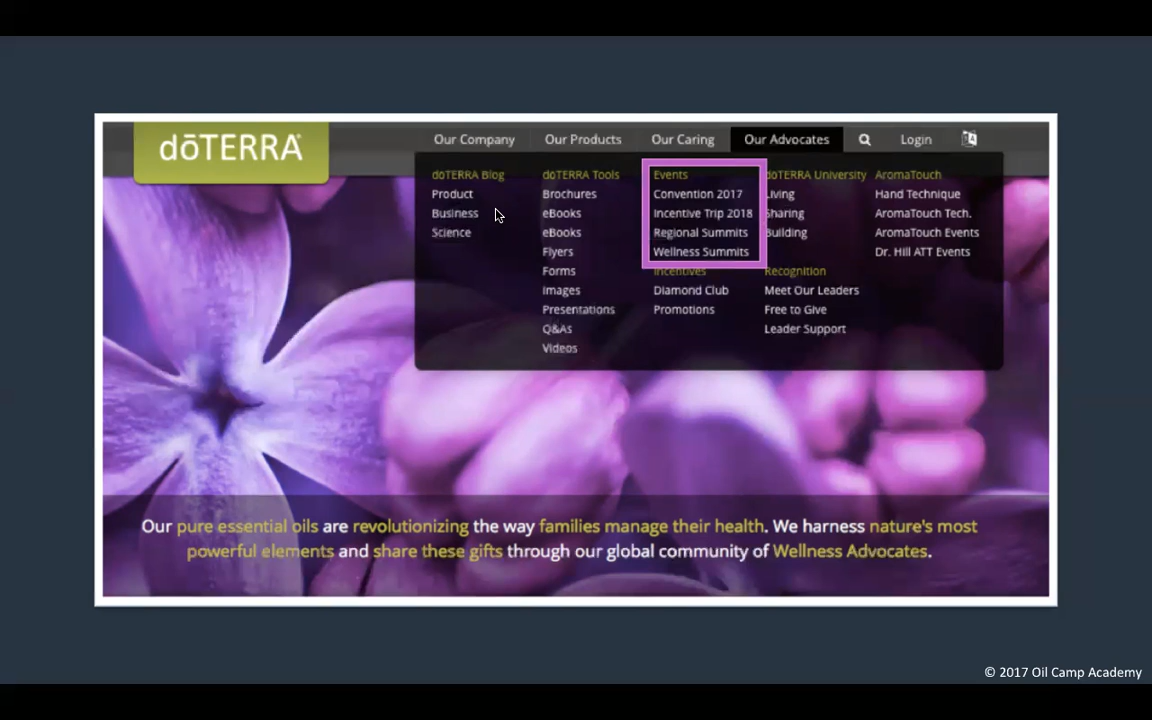 dōTERRA®
Our Company Our Products Our Caring Our Advocates Login
dōTERRA Blog
Product
Business
Science
dōTERRA Tools
Brochures
eBooks
eBooks
Flyers
Forms
Images
Presentations
Q&As
Videos
Events
Convention 2017
Incentive Trip 2018
Regional Summits
Wellness Summits
Incentives
Diamond Club
Promotions
dōTERRA University
Living
Sharing
Building
Recognition
Meet Our Leaders
Free to Give
Leader Support
AromaTouch
Hand Technique
AromaTouch Tech.
AromaTouch Events
Dr. Hill ATT Events
Our pure essential oils are revolutionizing the way families manage their health. We harness nature's most
powerful elements and share these gifts through our global community of Wellness Advocates.
© 2017 Oil Camp Academy